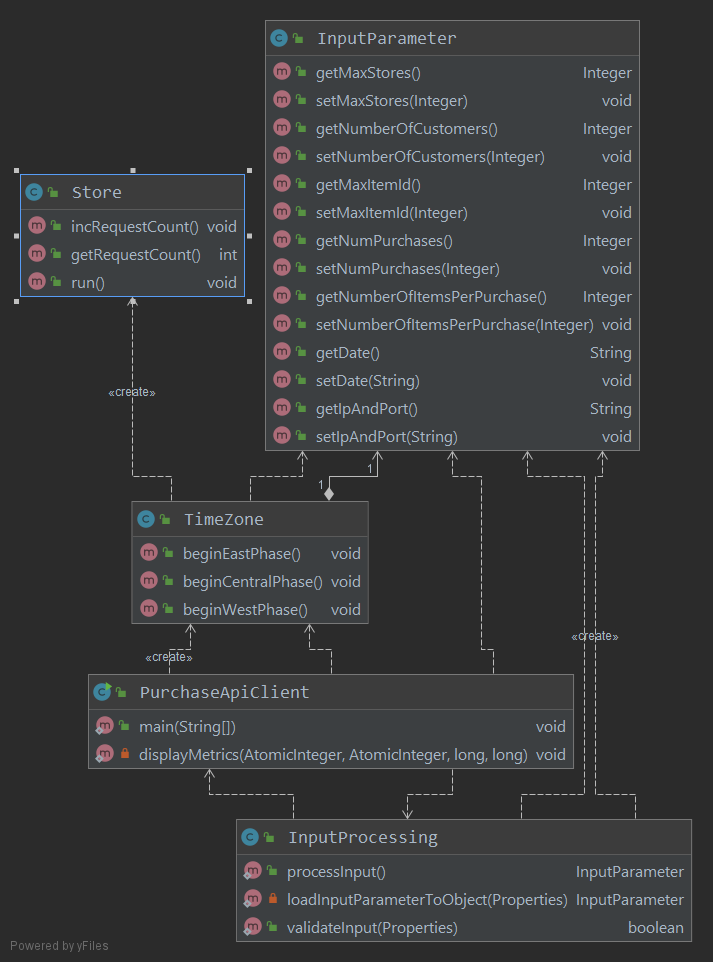 InputParameter
getMaxStores() Integer
setMaxStores(Integer) void
getNumberOfCustomers() Integer
setNumberOfCustomers(Integer) void
getMaxItemId() Integer
setMaxItemId(Integer) void
getNumPurchases() Integer
setNumPurchases(Integer) void
getNumberOfItemsPerPurchase() Integer
setNumberOfItemsPerPurchase(Integer) void
getDate() String
setDate(String) void
getIpAndPort() String
setIpAndPort(String) void
Store
incRequestCount() void
getRequestCount() int
run() void
«create»
1
1
TimeZone
beginEastPhase() void
beginCentralPhase() void
beginWestPhase() void
«create»
«create»
PurchaseApiClient
main(String[]) void
displayMetrics(AtomicInteger, AtomicInteger, long, long) void
InputProcessing
processInput() InputParameter
loadInputParameterToObject(Properties) InputParameter
validateInput(Properties) boolean
Powered by yFiles